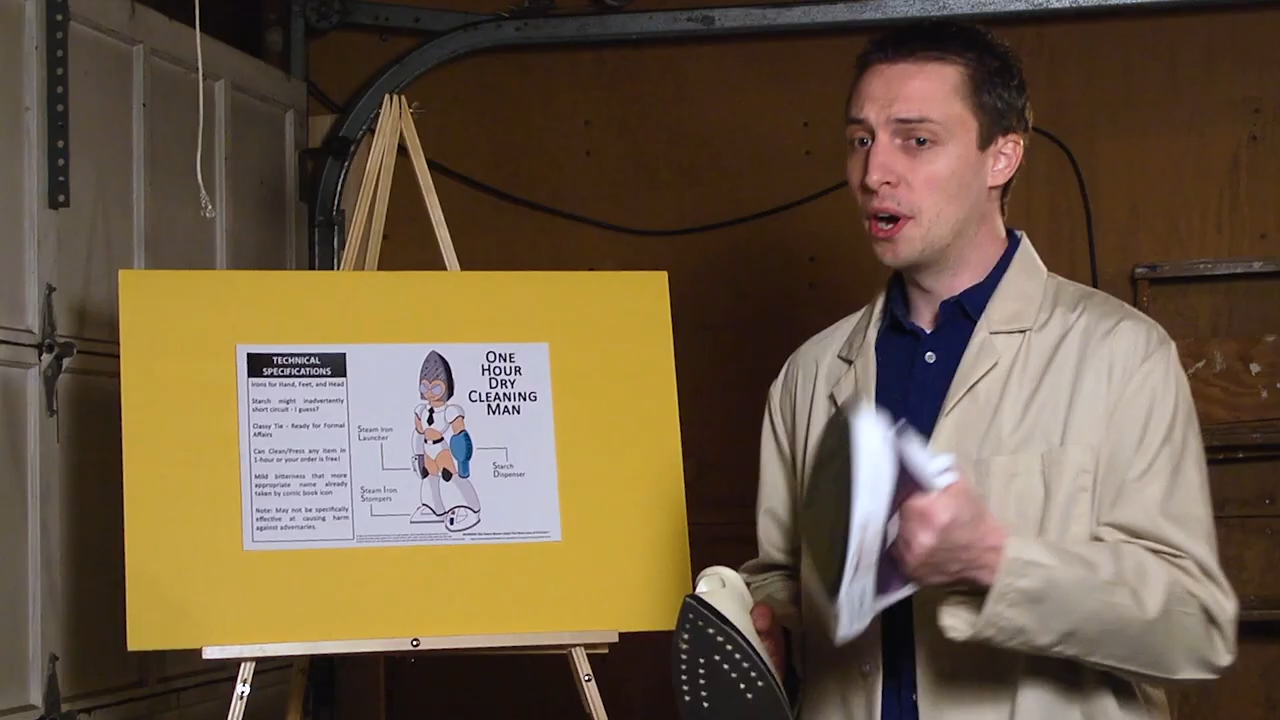 TECHNICAL
SPECIFICATIONS
Irons for Hand, Feet, and Head
Starch might inadvertently
short circuit - I guess?
Classy Tie - Ready for Formal
Affairs
Can Clean/Press any item in
1-hour or your order is free!
Mild bitterness that more
appropriate name already
taken by comic book icon
Note: May not be specifically
effective at causing harm
against adversaries.
ONE
HOUR
DRY
CLEANING
MAN
Steam Iron
Launcher
Starch
Dispenser
Steam Iron
Stompers